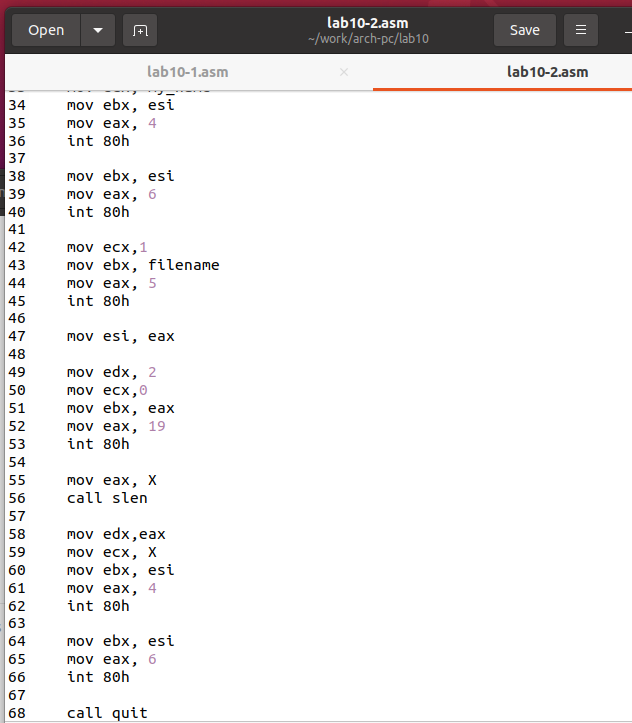 Open
lab10-2.asm
~/work/arch-pc/lab10
Save
lab10-1.asm
lab10-2.asm
34 mov ebx, esi
35 mov eax, 4
36 int 80h
37
38 mov ebx, esi
39 mov eax, 6
40 int 80h
41
42 mov ecx,1
43 mov ebx, filename
44 mov eax, 5
45 int 80h
46
47 mov esi, eax
48
49 mov edx, 2
50 mov ecx,0
51 mov ebx, eax
52 mov eax, 19
53 int 80h
54
55 mov eax, X
56 call slen
57
58 mov edx,eax
59 mov ecx, X
60 mov ebx, esi
61 mov eax, 4
62 int 80h
63
64 mov ebx, esi
65 mov eax, 6
66 int 80h
67
68 call quit